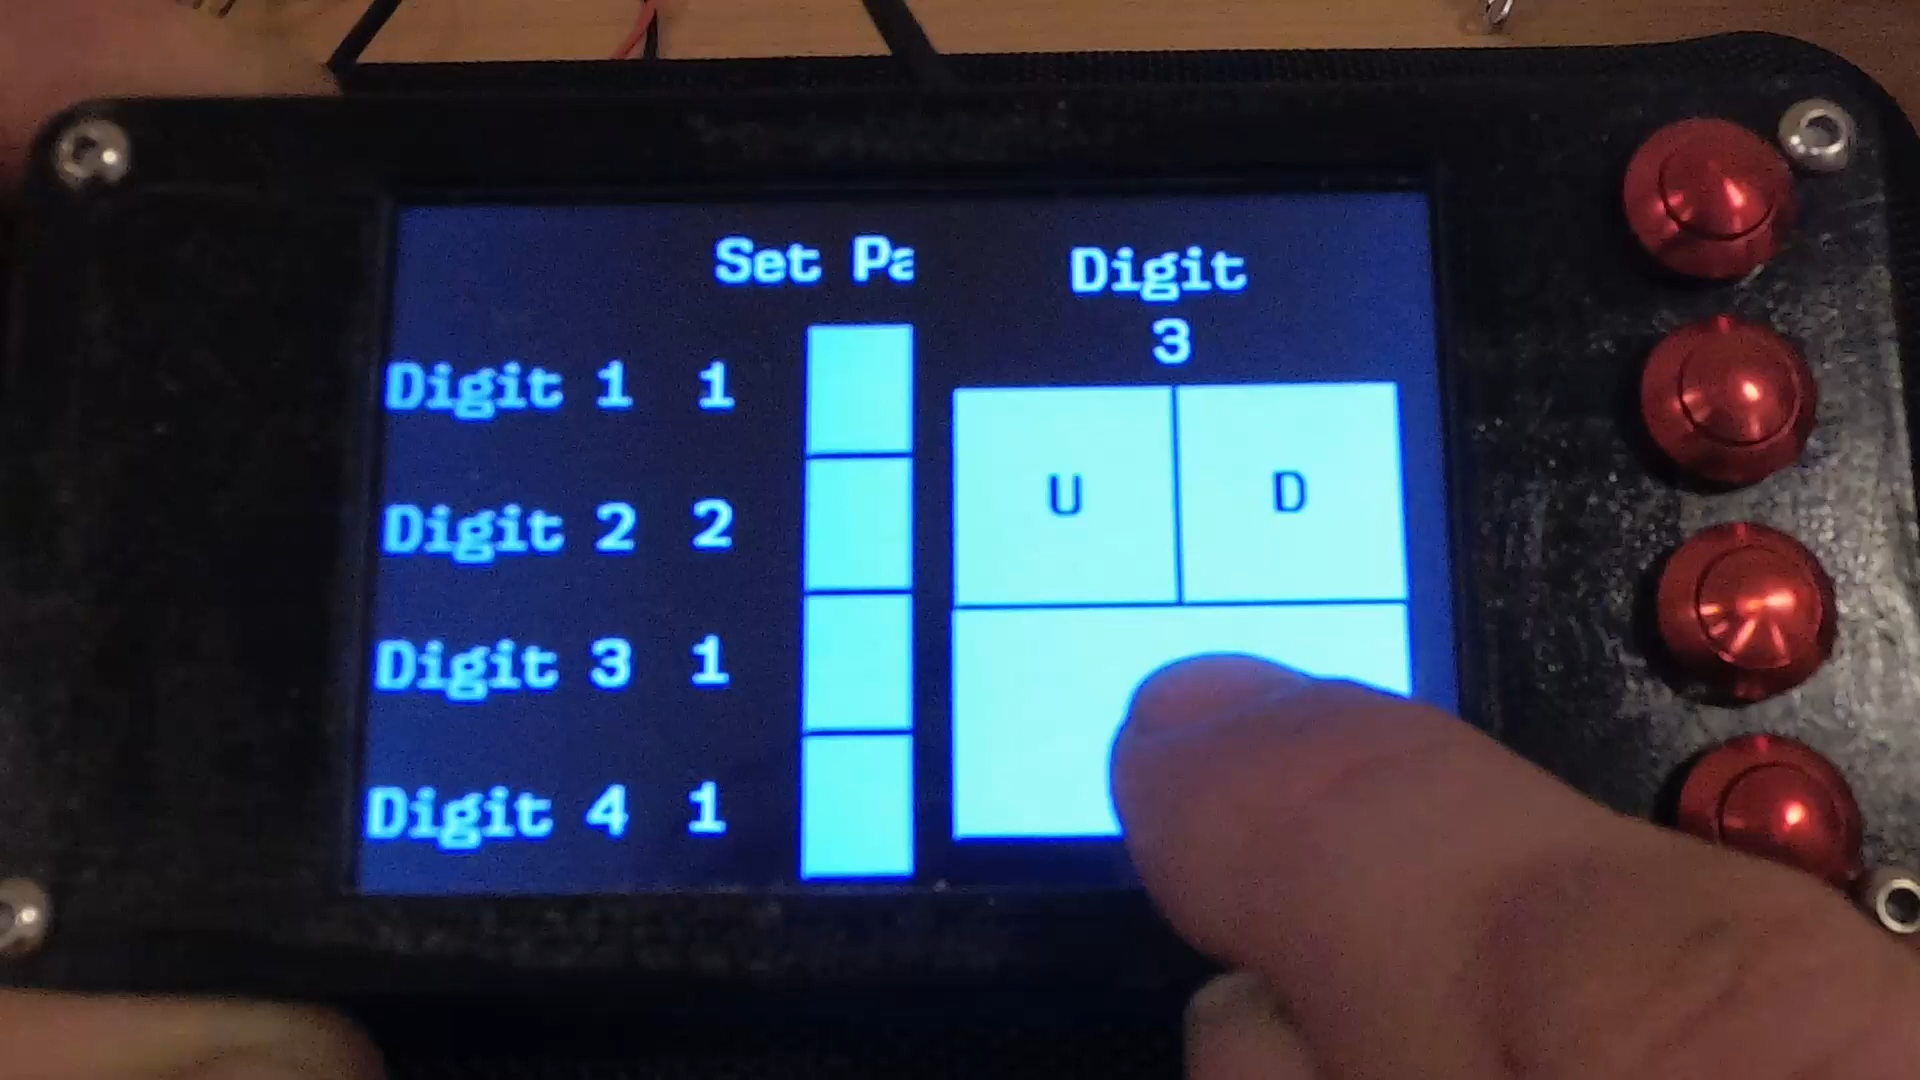 Set Pa
Digit 1 1
Digit 2 2
Digit 3 1
Digit 4 1
Digit
3
U D